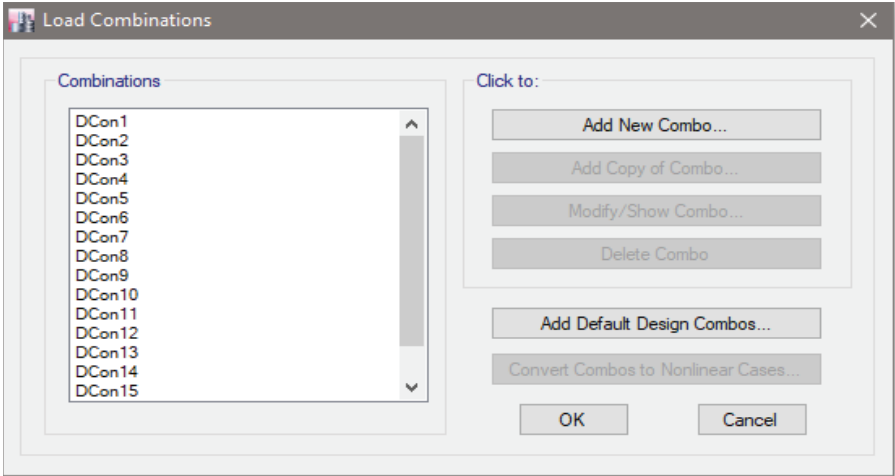 Load Combinations
Combinations
DCon1
DCon2
DCon3
DCon4
DCon5
DCon6
DCon7
DCon8
DCon9
DCon10
DCon11
DCon12
DCon13
DCon14
DCon15
Click to:
Add New Combo...
Add Copy of Combo...
Modify/Show Combo...
Delete Combo
Add Default Design Combos...
Convert Combos to Nonlinear Cases...
OK
Cancel